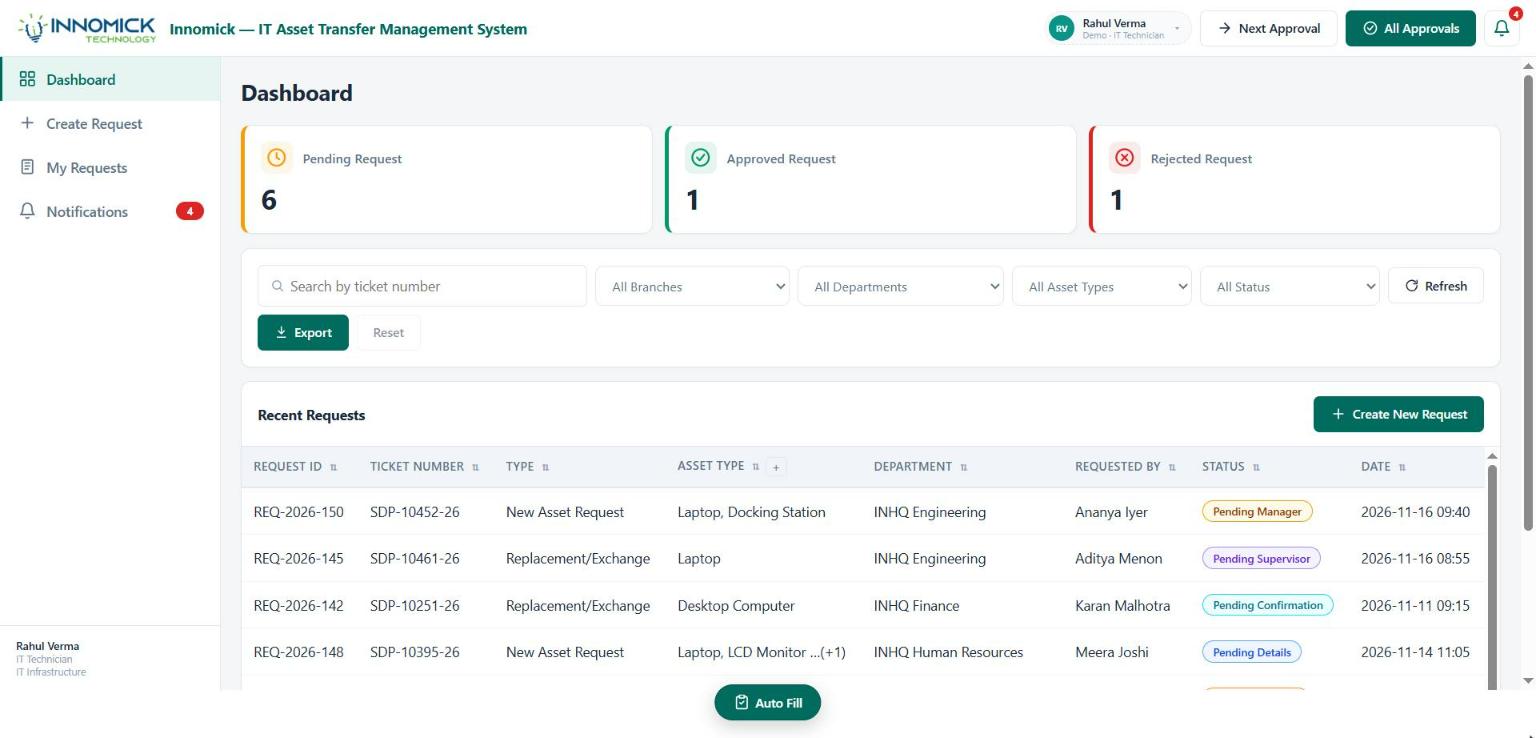 INNOMICK
TECHNOLOGY
Innomick — IT Asset Transfer Management System
RV
Rahul Verma
Demo - IT Technician
Next Approval
All Approvals
4
Dashboard
Create Request
My Requests
Notifications 4
Rahul Verma
IT Technician
IT Infrastructure
Dashboard
Pending Request
6
Approved Request
1
Rejected Request
1
Search by ticket number
All Branches
All Departments
All Asset Types
All Status
Refresh
Export
Reset
Recent Requests
+ Create New Request
REQUEST ID TICKET NUMBER TYPE ASSET TYPE + DEPARTMENT REQUESTED BY STATUS DATE
REQ-2026-150 SDP-10452-26 New Asset Request Laptop, Docking Station INHQ Engineering Ananya Iyer Pending Manager 2026-11-16 09:40
REQ-2026-145 SDP-10461-26 Replacement/Exchange Laptop INHQ Engineering Aditya Menon Pending Supervisor 2026-11-16 08:55
REQ-2026-142 SDP-10251-26 Replacement/Exchange Desktop Computer INHQ Finance Karan Malhotra Pending Confirmation 2026-11-11 09:15
REQ-2026-148 SDP-10395-26 New Asset Request Laptop, LCD Monitor ...(+1) INHQ Human Resources Meera Joshi Pending Details 2026-11-14 11:05
Auto Fill